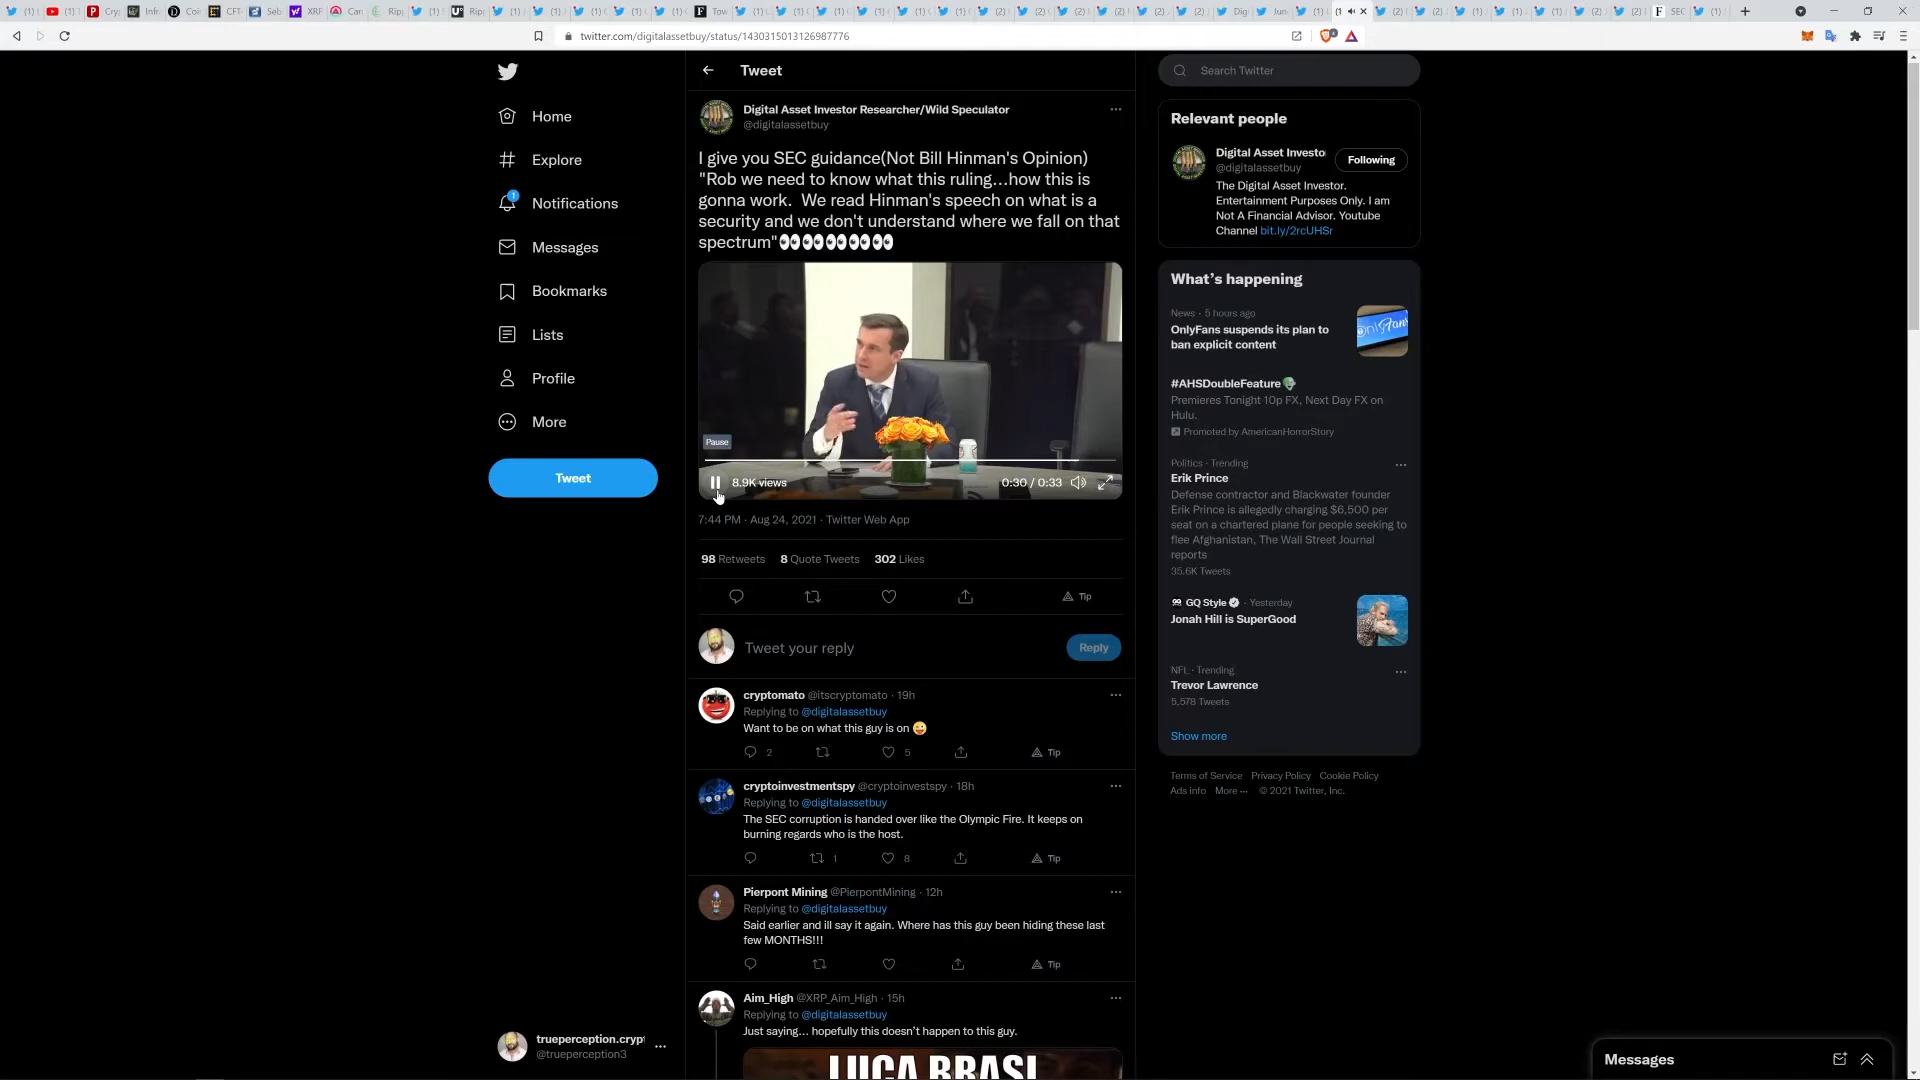 twitter.com/digitalassetbuy/status/1430315013126987776
Home
Explore
1
Notifications
Messages
Bookmarks
Lists
Profile
More
Tweet
trueperception.cryp
@trueperception3
Tweet
Digital Asset Investor Researcher/Wild Speculator
@digitalassetbuy
I give you SEC guidance(Not Bill Hinman's Opinion)
"Rob we need to know what this ruling...how this is
gonna work. We read Hinman's speech on what is a
security and we don't understand where we fall on that
spectrum"
Pause
8.9K views
0:30 / 0:33
7:44 PM · Aug 24, 2021 · Twitter Web App
98 Retweets 8 Quote Tweets 302 Likes
Tip
Tweet your reply
Reply
cryptomato @itscryptomato · 19h
Replying to @digitalassetbuy
Want to be on what this guy is on
2 5 Tip
cryptoinvestmentspy @cryptoinvestspy · 18h
Replying to @digitalassetbuy
The SEC corruption is handed over like the Olympic Fire. It keeps on
burning regards who is the host.
1 8 Tip
Pierpont Mining @PierpontMining · 12h
Replying to @digitalassetbuy
Said earlier and ill say it again. Where has this guy been hiding these last
few MONTHS!!!
Tip
Aim_High @XRP_Aim_High · 15h
Replying to @digitalassetbuy
Just saying... hopefully this doesn't happen to this guy.
LUCA BRASI
Search Twitter
Relevant people
Digital Asset Investo
@digitalassetbuy
Following
The Digital Asset Investor.
Entertainment Purposes Only. I am
Not A Financial Advisor. Youtube
Channel bit.ly/2rcUHSr
What's happening
News · 5 hours ago
OnlyFans suspends its plan to
ban explicit content
#AHSDoubleFeature
Premieres Tonight 10p FX, Next Day FX on
Hulu.
Promoted by AmericanHorrorStory
Politics · Trending
Erik Prince
Defense contractor and Blackwater founder
Erik Prince is allegedly charging $6,500 per
seat on a chartered plane for people seeking to
flee Afghanistan, The Wall Street Journal
reports
35.6K Tweets
GQ Style · Yesterday
Jonah Hill is SuperGood
NFL · Trending
Trevor Lawrence
5,578 Tweets
Show more
Terms of Service Privacy Policy Cookie Policy
Ads info More ··· © 2021 Twitter, Inc.
Messages